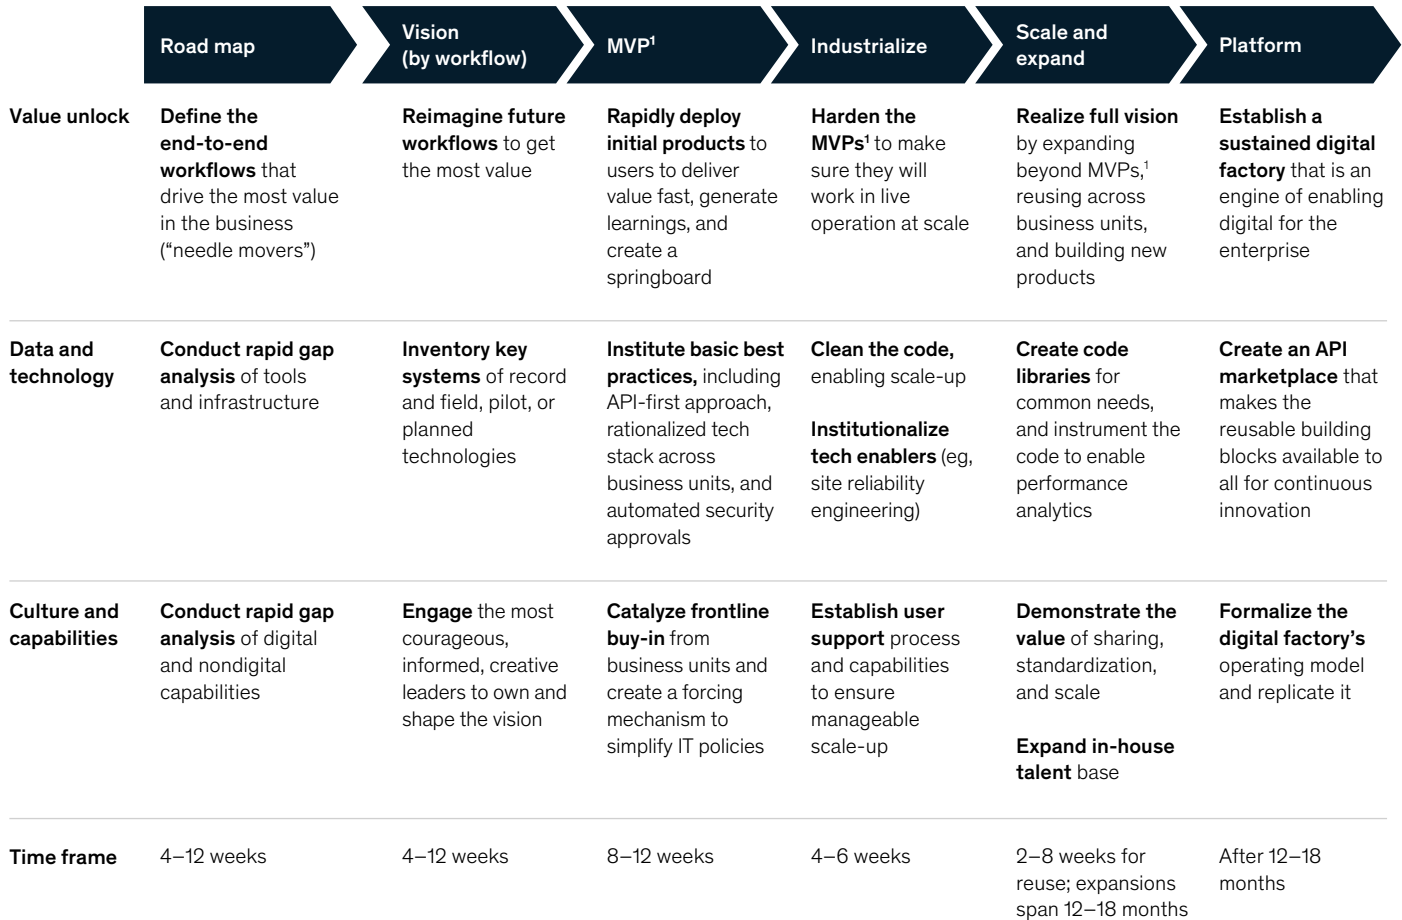 Road map
Vision
(by workflow)
MVP¹
Industrialize
Scale and
expand
Platform
Value unlock
Define the
end-to-end
workflows that
drive the most value
in the business
(“needle movers”)
Reimagine future
workflows to get
the most value
Rapidly deploy
initial products to
users to deliver
value fast, generate
learnings, and
create a
springboard
Harden the
MVPs¹ to make
sure they will
work in live
operation at scale
Realize full vision
by expanding
beyond MVPs,¹
reusing across
business units,
and building new
products
Establish a
sustained digital
factory that is an
engine of enabling
digital for the
enterprise
Data and
technology
Conduct rapid gap
analysis of tools
and infrastructure
Inventory key
systems of record
and field, pilot, or
planned
technologies
Institute basic best
practices, including
API-first approach,
rationalized tech
stack across
business units, and
automated security
approvals
Clean the code,
enabling scale-up
Institutionalize
tech enablers (eg,
site reliability
engineering)
Create code
libraries for
common needs,
and instrument the
code to enable
performance
analytics
Create an API
marketplace that
makes the
reusable building
blocks available to
all for continuous
innovation
Culture and
capabilities
Conduct rapid gap
analysis of digital
and nondigital
capabilities
Engage the most
courageous,
informed, creative
leaders to own and
shape the vision
Catalyze frontline
buy-in from
business units and
create a forcing
mechanism to
simplify IT policies
Establish user
support process
and capabilities
to ensure
manageable
scale-up
Demonstrate the
value of sharing,
standardization,
and scale
Expand in-house
talent base
Formalize the
digital factory’s
operating model
and replicate it
Time frame
4–12 weeks
4–12 weeks
8–12 weeks
4–6 weeks
2–8 weeks for
reuse; expansions
span 12–18 months
After 12–18
months